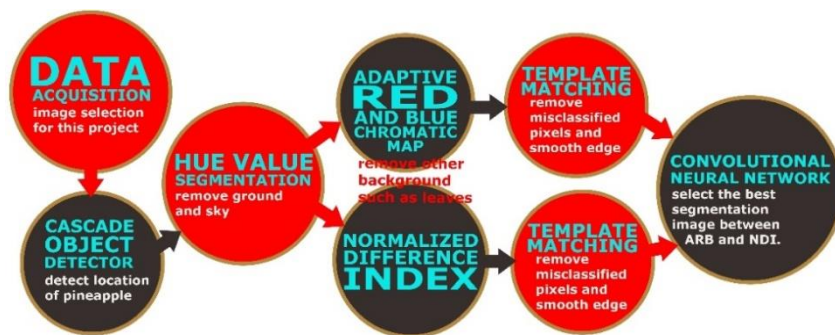 DATA
ACQUISITION
image selection
for this project
CASCADE
OBJECT
DETECTOR
detect location
of pineapple
HUE VALUE
SEGMENTATION
remove ground
and sky
ADAPTIVE
RED
AND BLUE
CHROMATIC
MAP
remove other
background
such as leaves
NORMALIZED
DIFFERENCE
INDEX
TEMPLATE
MATCHING
remove
misclassified
pixels and
smooth edge
TEMPLATE
MATCHING
remove
misclassified
pixels and
smooth edge
CONVOLUTIONAL
NEURAL NETWORK
select the best
segmentation
image between
ARB and NDI.